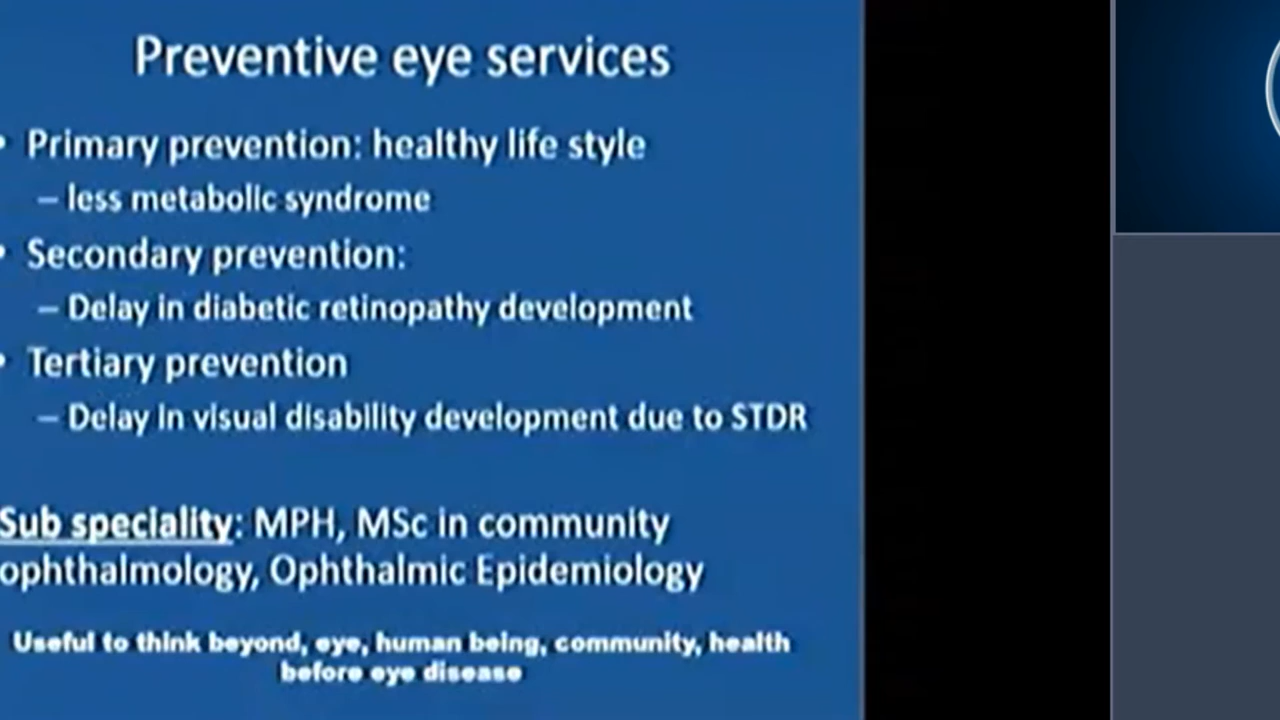 Preventive eye services
• Primary prevention: healthy life style
– less metabolic syndrome
• Secondary prevention:
– Delay in diabetic retinopathy development
• Tertiary prevention
– Delay in visual disability development due to STDR
Sub speciality: MPH, MSc in community
ophthalmology, Ophthalmic Epidemiology
Useful to think beyond, eye, human being, community, health
before eye disease